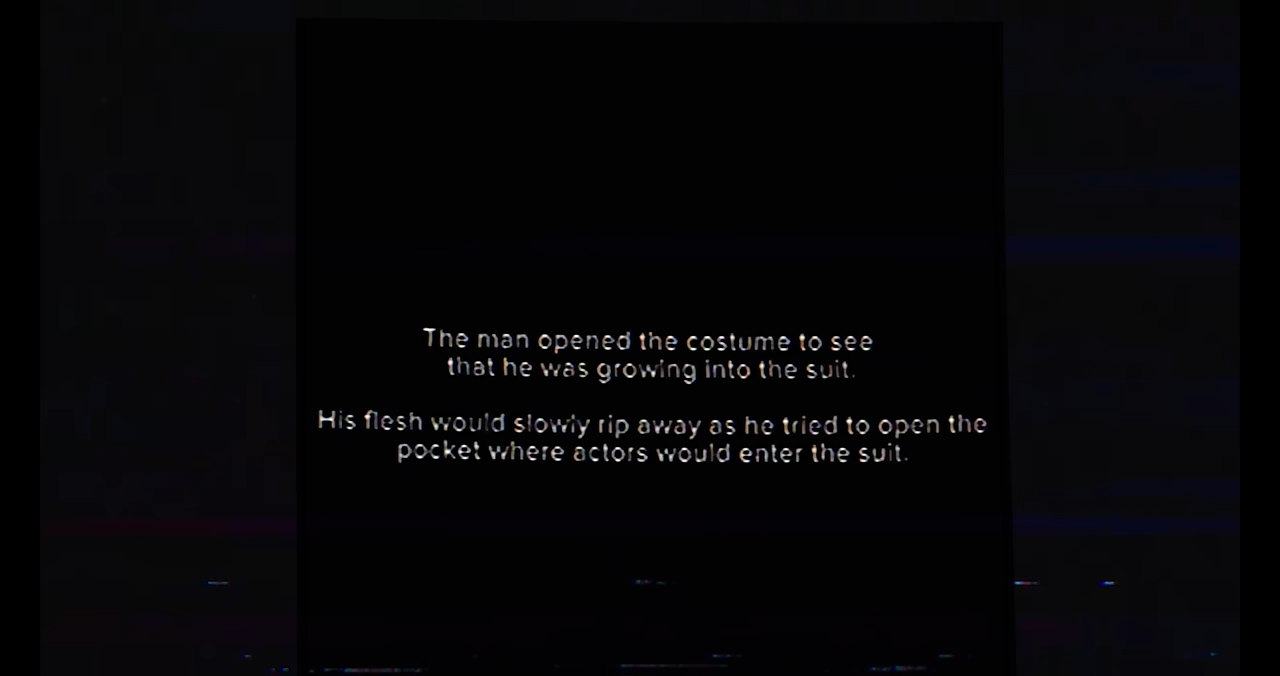 The man opened the costume to see
that he was growing into the suit.
His flesh would slowly rip away as he tried to open the
pocket where actors would enter the suit.